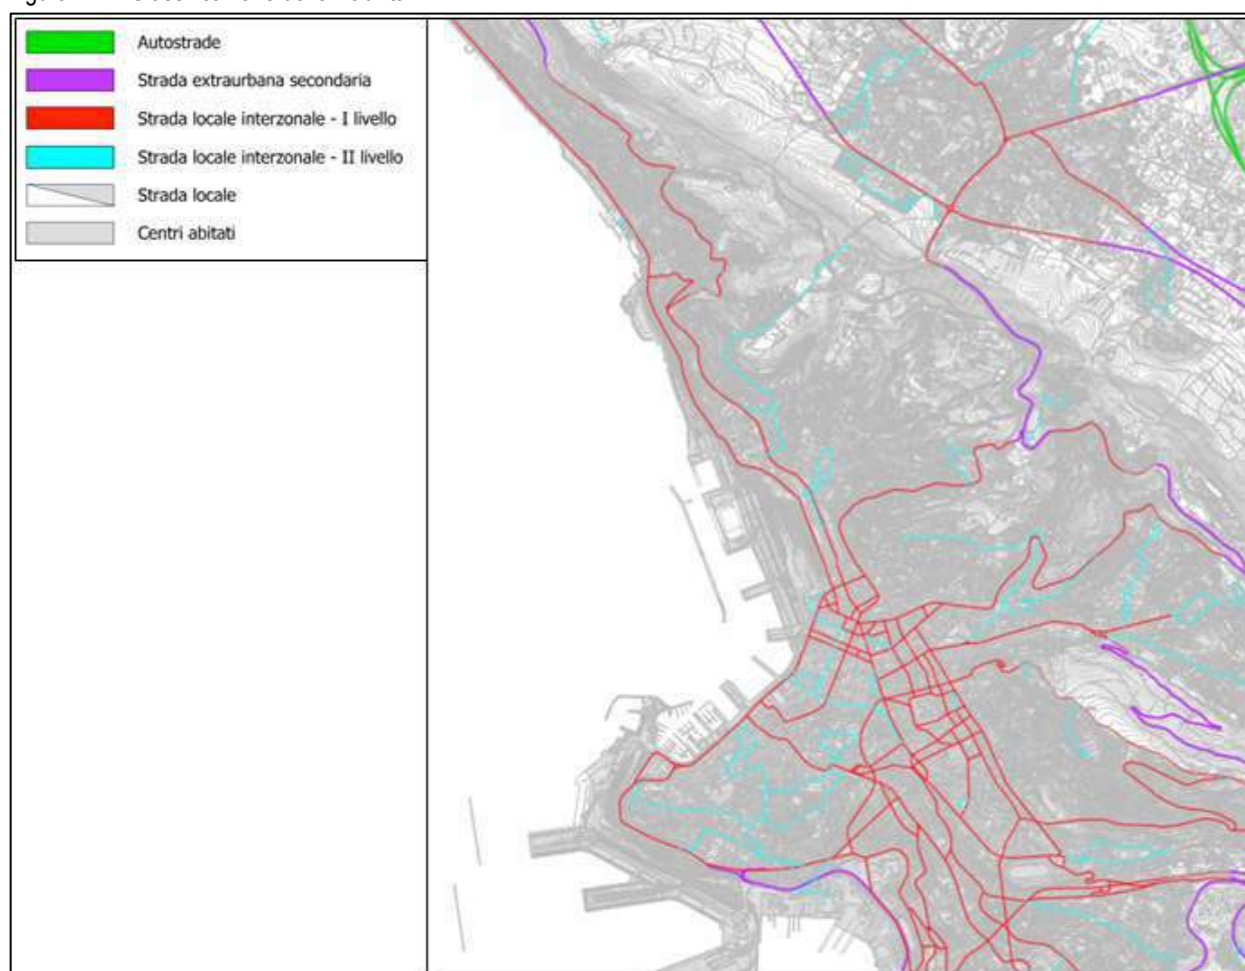 Autostrade
Strada extraurbana secondaria
Strada locale interzonale - I livello
Strada locale interzonale - II livello
Strada locale
Centri abitati